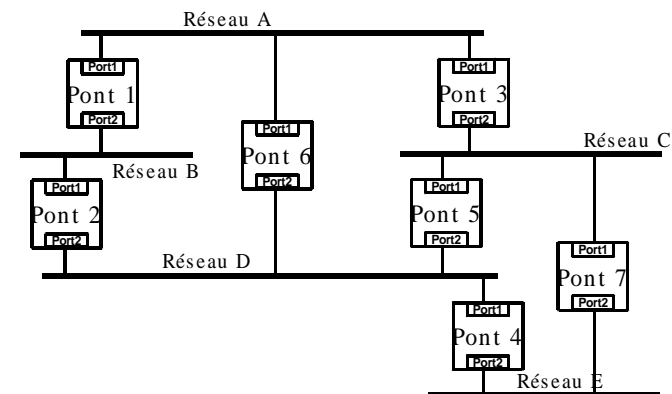 Réseau A
Port1
Pont 1
Port2
Port1
Pont 3
Port2
Port1
Pont 6
Port2
Réseau C
Réseau B
Port1
Pont 2
Port2
Port1
Pont 5
Port2
Réseau D
Port1
Pont 7
Port2
Port1
Pont 4
Port2
Réseau E